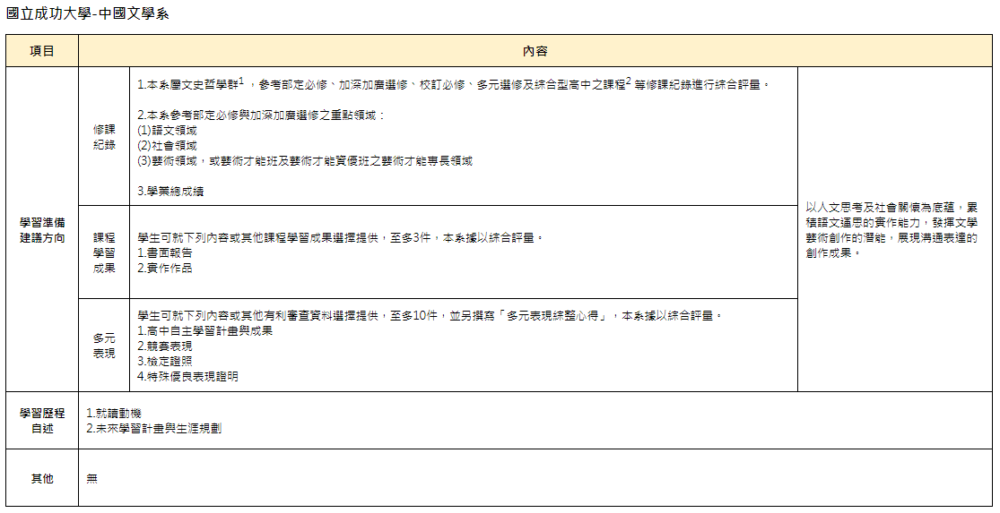 國立成功大學-中國文學系
項目
內容
學習準備
建議方向
修課
紀錄
1.本系屬文史哲學群1 ，參考部定必修、加深加廣選修、校訂必修、多元選修及綜合型高中之課程2 等修課紀錄進行綜合評量。
2.本系參考部定必修與加深加廣選修之重點領域：
(1)語文領域
(2)社會領域
(3)藝術領域，或藝術才能班及藝術才能資優班之藝術才能專長領域
3.學業總成績
以人文思考及社會關懷為底蘊，累
積語文運思的實作能力，發揮文學
藝術創作的潛能，展現溝通表達的
創作成果。
課程
學習
成果
學生可就下列內容或其他課程學習成果選擇提供，至多3件，本系據以綜合評量。
1.書面報告
2.實作作品
多元
表現
學生可就下列內容或其他有利審查資料選擇提供，至多10件，並另撰寫「多元表現綜整心得」，本系據以綜合評量。
1.高中自主學習計畫與成果
2.競賽表現
3.檢定證照
4.特殊優良表現證明
學習歷程
自述
1.就讀動機
2.未來學習計畫與生涯規劃
其他
無